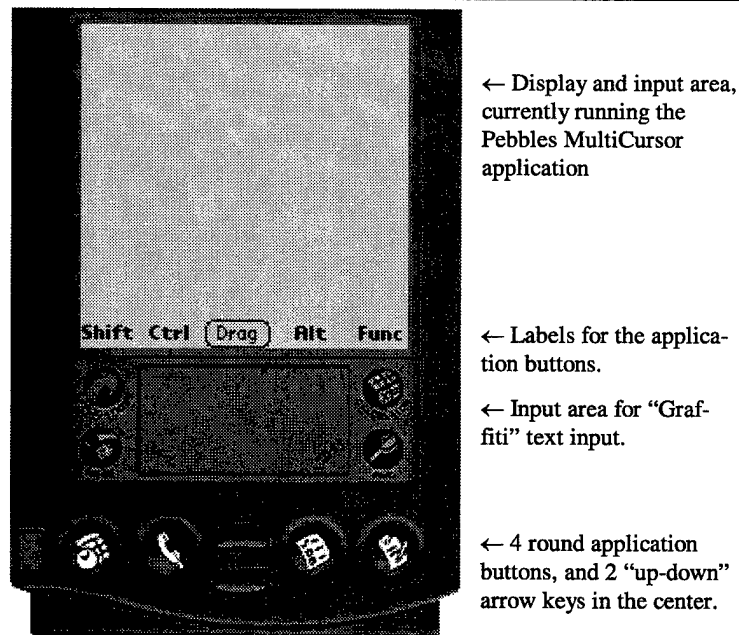 ← Display and input area,
currently running the
Pebbles MultiCursor
application
Shift Ctrl Drag Alt Func
← Labels for the applica-
tion buttons.
← Input area for “Graf-
fiti” text input.
← 4 round application
buttons, and 2 “up-down”
arrow keys in the center.